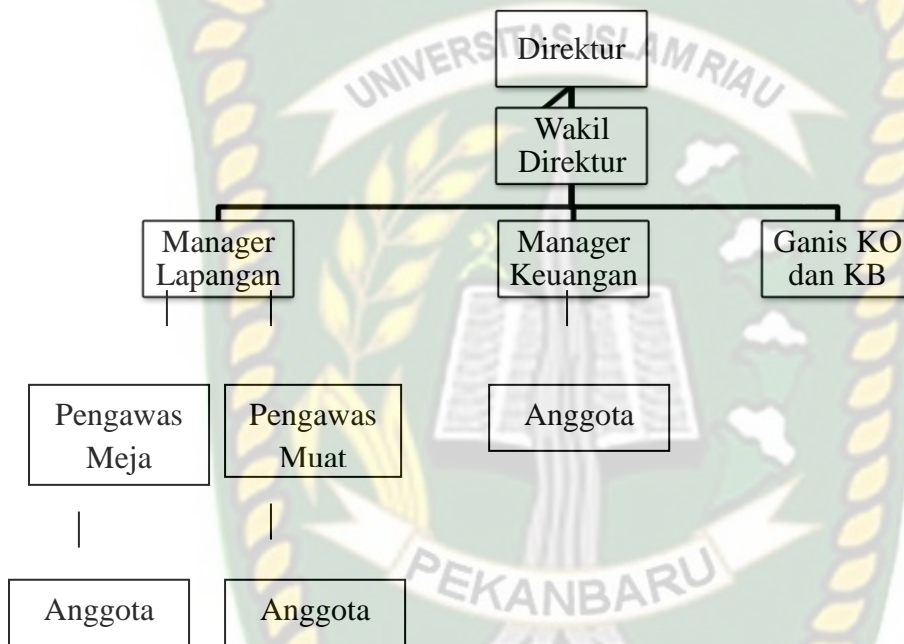 UNIVERSITAS ISLAM RIAU
Direktur
Wakil
Direktur
Manager
Lapangan
Manager
Keuangan
Ganis KO
dan KB
Pengawas
Meja
Pengawas
Muat
Anggota
Anggota
Anggota
PEKANBARU